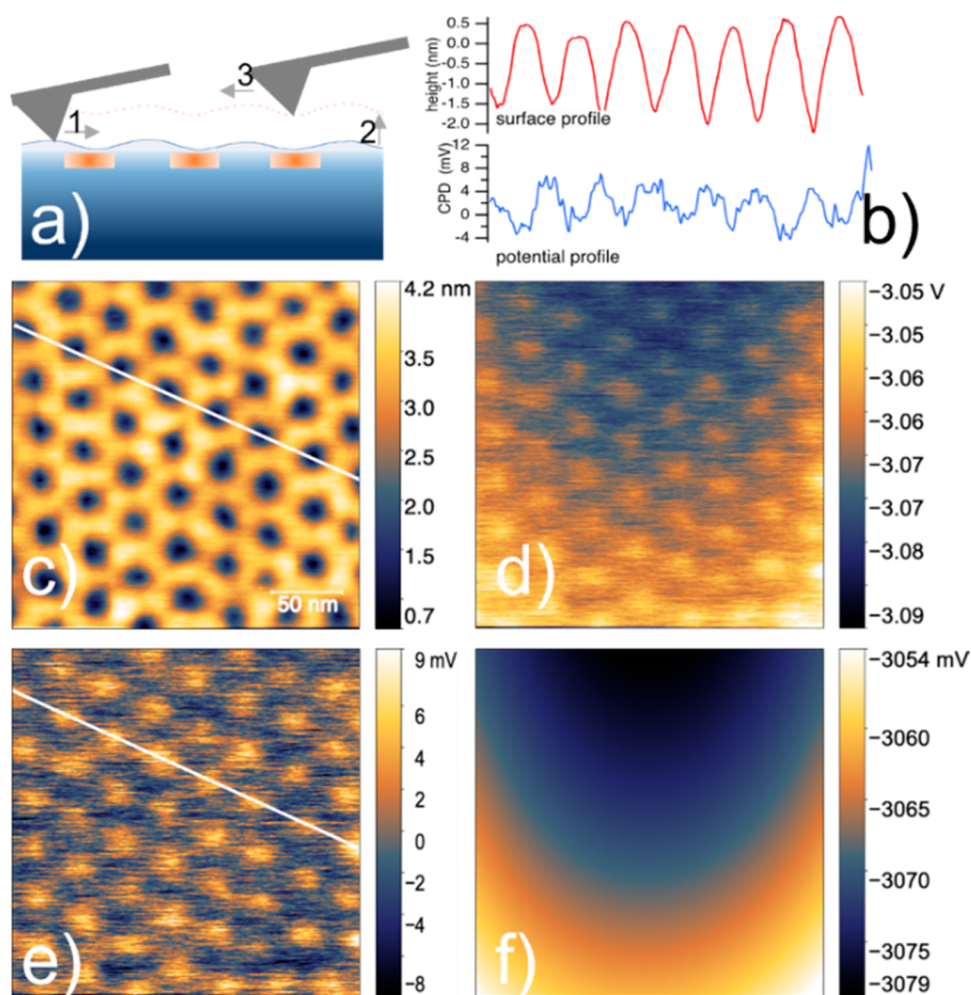 1
3
2
a)
0.5
0.0
-0.5
-1.0
-1.5
-2.0
height (nm)
surface profile
12
8
4
0
-4
CPD (mV)
potential profile
b)
4.2 nm
3.5
3.0
2.5
2.0
1.5
0.7
50 nm
c)
−3.05 V
−3.05
−3.06
−3.06
−3.07
−3.07
−3.08
−3.09
d)
9 mV
6
4
2
0
−2
−4
−8
e)
−3054 mV
−3060
−3065
−3070
−3075
−3079
f)